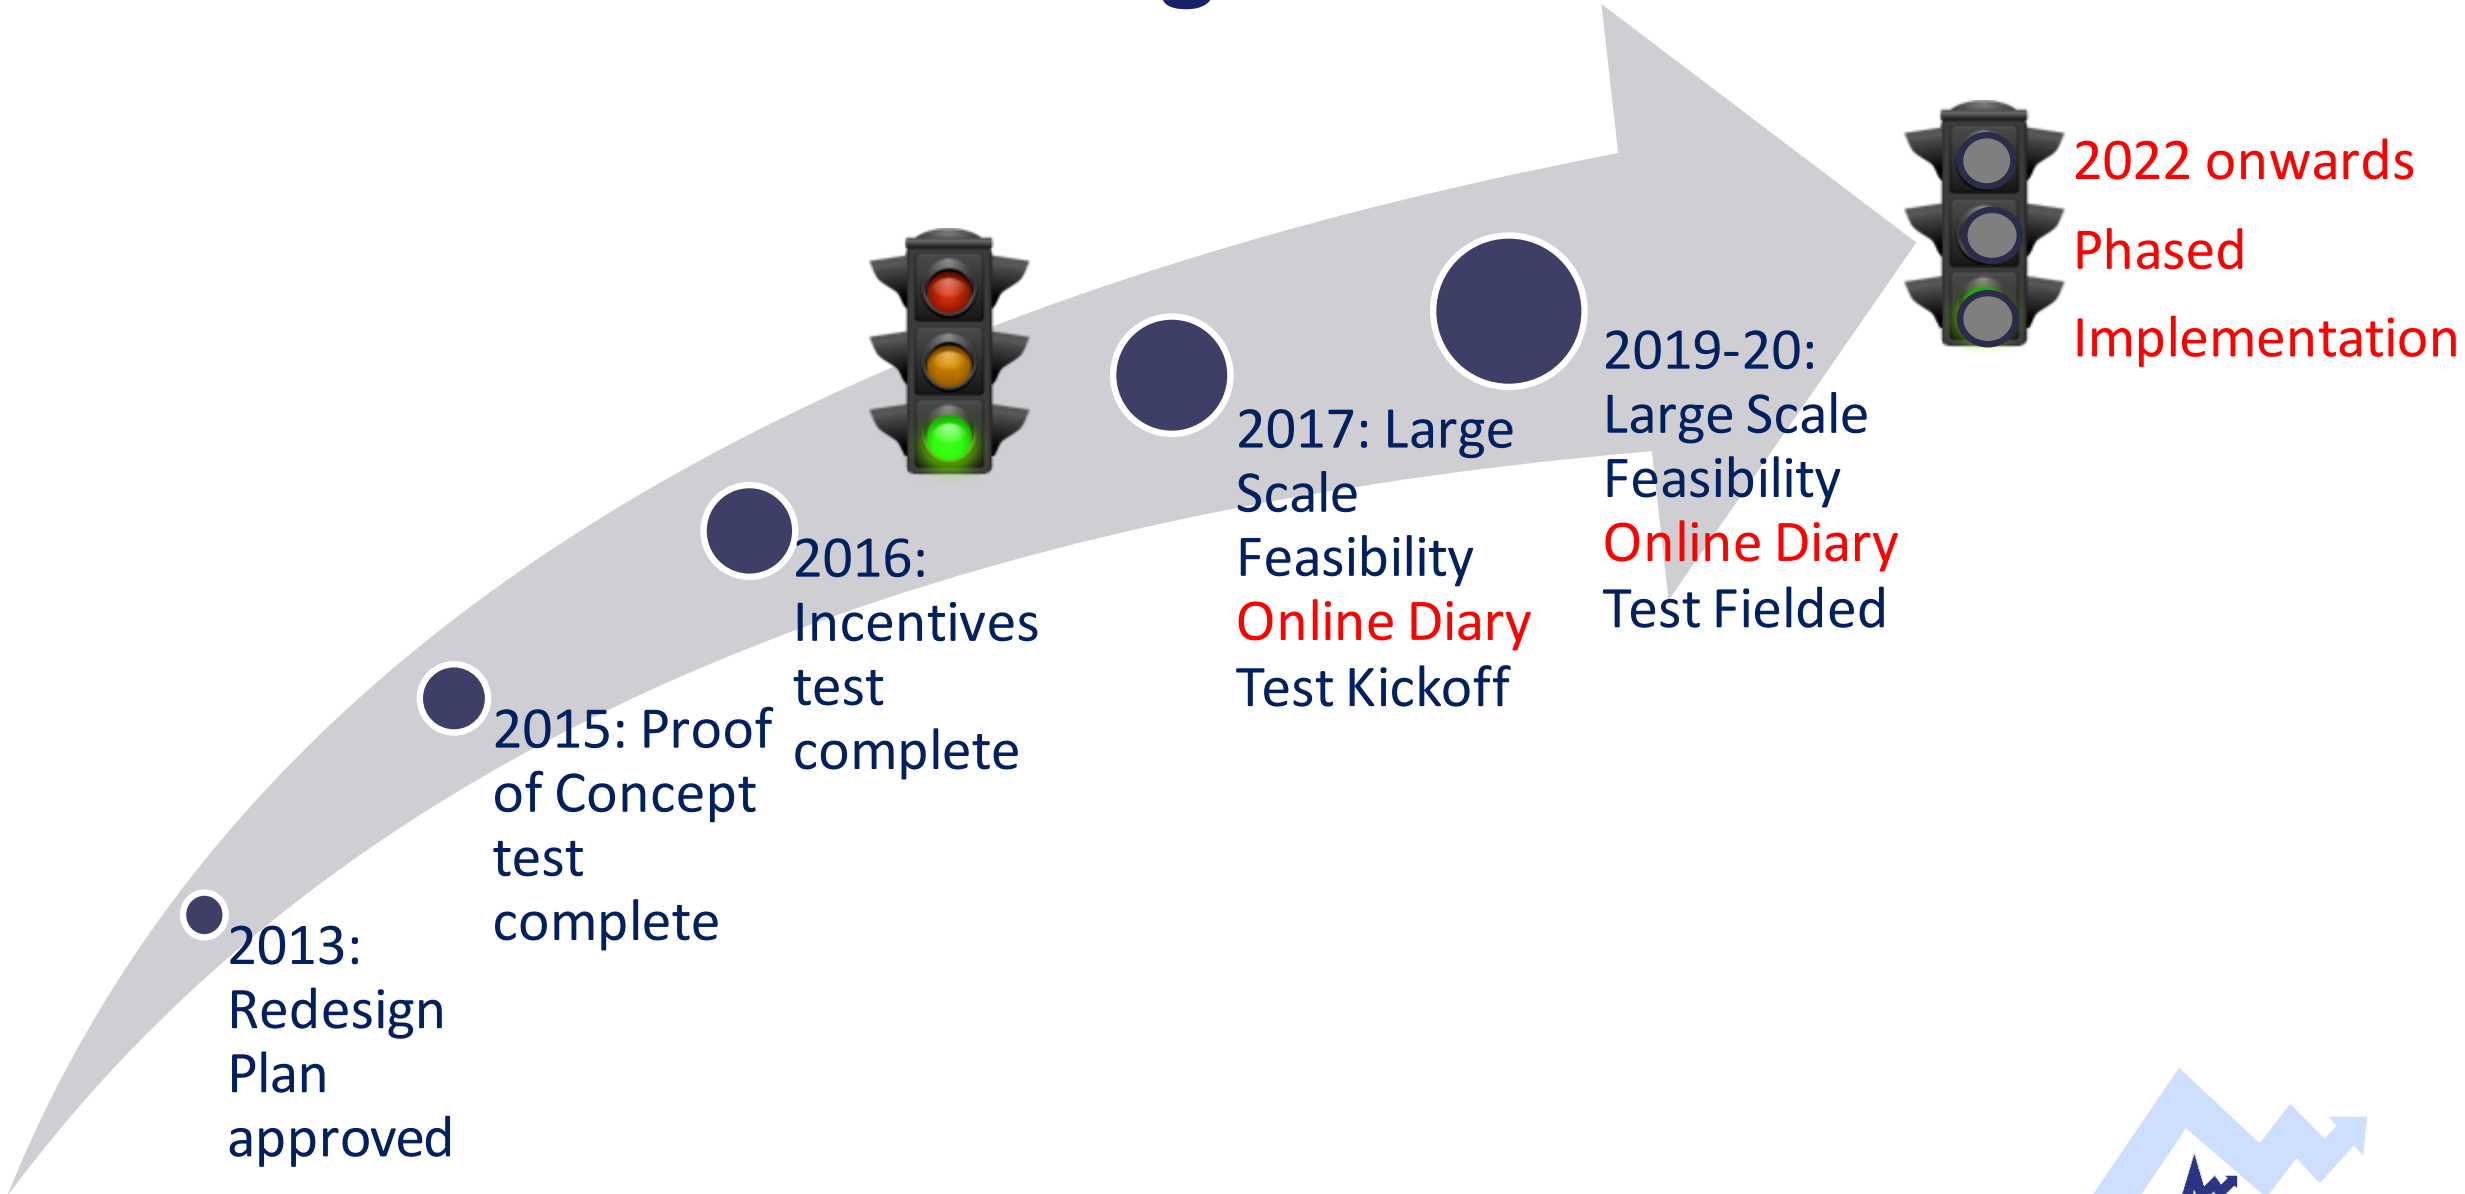 2013:
Redesign
Plan
approved
2015: Proof
of Concept
test
complete
2016:
Incentives
test
complete
2017: Large
Scale
Feasibility
Online Diary
Test Kickoff
2019-20:
Large Scale
Feasibility
Online Diary
Test Fielded
2022 onwards
Phased
Implementation